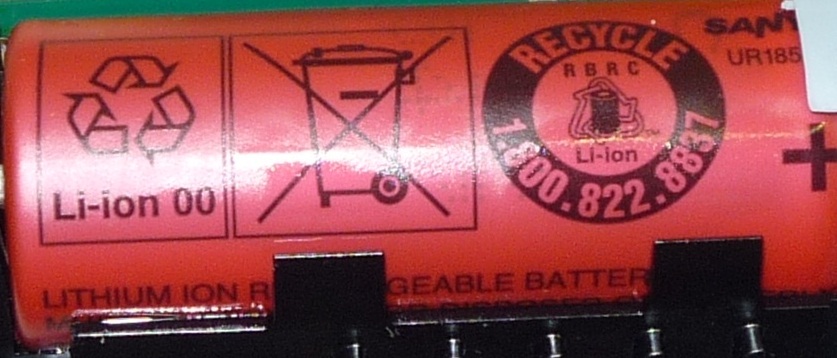 SANY
UR185
RECYCLE
RBRC
Li-ion
1.800.822.8837
+
Li-ion 00
LITHIUM ION R GEABLE BATTER